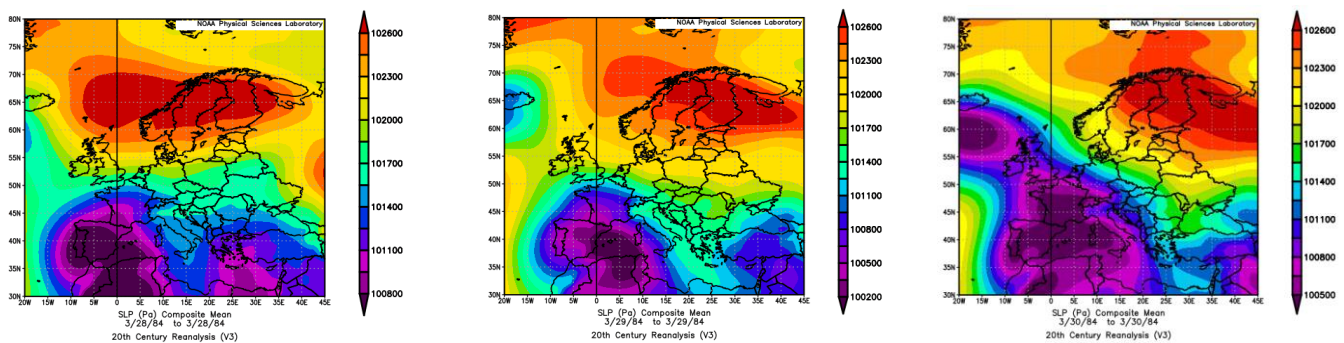 NOAA Physical Sciences Laboratory
80N
75N
70N
65N
60N
55N
50N
45N
40N
35N
30N
20W 15W 10W 5W 0 5E 10E 15E 20E 25E 30E 35E 40E 45E
102600
102300
102000
101700
101400
101100
100800
SLP (Pa) Composite Mean
3/28/84 to 3/28/84
20th Century Reanalysis (V3)
NOAA Physical Sciences Laboratory
80N
75N
70N
65N
60N
55N
50N
45N
40N
35N
30N
20W 15W 10W 5W 0 5E 10E 15E 20E 25E 30E 35E 40E 45E
102600
102300
102000
101700
101400
101100
100800
100500
100200
SLP (Pa) Composite Mean
3/29/84 to 3/29/84
20th Century Reanalysis (V3)
NOAA Physical Sciences Laboratory
80N
75N
70N
65N
60N
55N
50N
45N
40N
35N
30N
20W 15W 10W 5W 0 5E 10E 15E 20E 25E 30E 35E 40E 45E
102600
102300
102000
101700
101400
101100
100800
100500
SLP (Pa) Composite Mean
3/30/84 to 3/30/84
20th Century Reanalysis (V3)